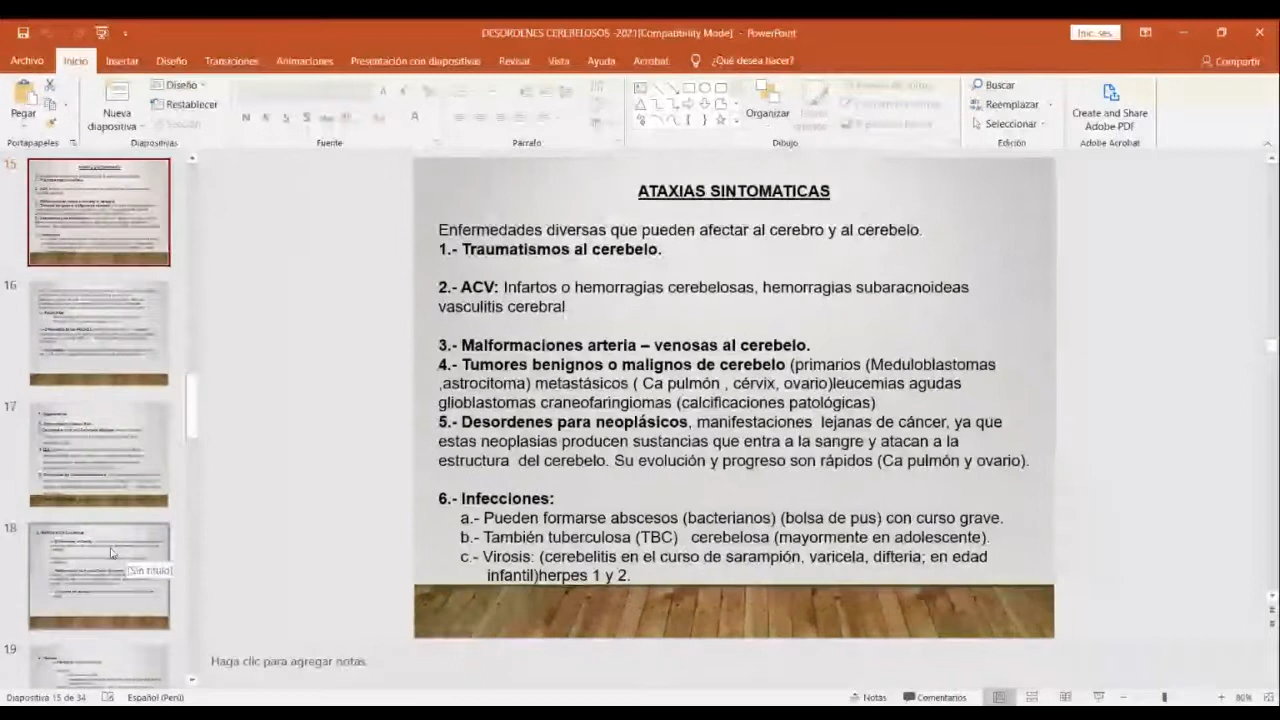 DESORDENES CEREBELOSOS -2021[Compatibility Mode] - PowerPoint
Inic. ses.
Archivo
Inicio
Insertar
Diseño
Transiciones
Animaciones
Presentación con diapositivas
Revisar
Vista
Ayuda
Acrobat
¿Qué desea hacer?
Compartir
Pegar
Nueva
diapositiva
Diseño
Restablecer
Sección
Organizar
Buscar
Reemplazar
Seleccionar
Create and Share
Adobe PDF
Portapapeles
Diapositivas
Fuente
Párrafo
Dibujo
Edición
Adobe Acrobat
15
16
17
18
[Sin título]
19
ATAXIAS SINTOMATICAS
Enfermedades diversas que pueden afectar al cerebro y al cerebelo.
1.- Traumatismos al cerebelo.
2.- ACV: Infartos o hemorragias cerebelosas, hemorragias subaracnoideas
vasculitis cerebral
3.- Malformaciones arteria – venosas al cerebelo.
4.- Tumores benignos o malignos de cerebelo (primarios (Meduloblastomas
,astrocitoma) metastásicos ( Ca pulmón , cérvix, ovario)leucemias agudas
glioblastomas craneofaringiomas (calcificaciones patológicas)
5.- Desordenes para neoplásicos, manifestaciones lejanas de cáncer, ya que
estas neoplasias producen sustancias que entra a la sangre y atacan a la
estructura del cerebelo. Su evolución y progreso son rápidos (Ca pulmón y ovario).
6.- Infecciones:
a.- Pueden formarse abscesos (bacterianos) (bolsa de pus) con curso grave.
b.- También tuberculosa (TBC) cerebelosa (mayormente en adolescente).
c.- Virosis: (cerebelitis en el curso de sarampión, varicela, difteria; en edad
infantil)herpes 1 y 2.
Haga clic para agregar notas
Diapositiva 15 de 34
Español (Perú)
Notas
Comentarios
80%